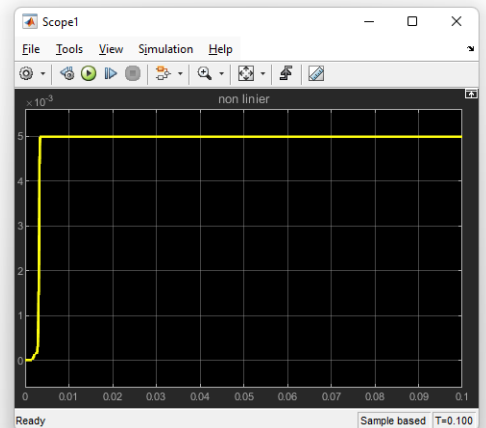 Scope1
File Tools View Simulation Help
×10-3
non linier
5
4
3
2
1
0
0 0.01 0.02 0.03 0.04 0.05 0.06 0.07 0.08 0.09 0.1
Ready Sample based T=0.100